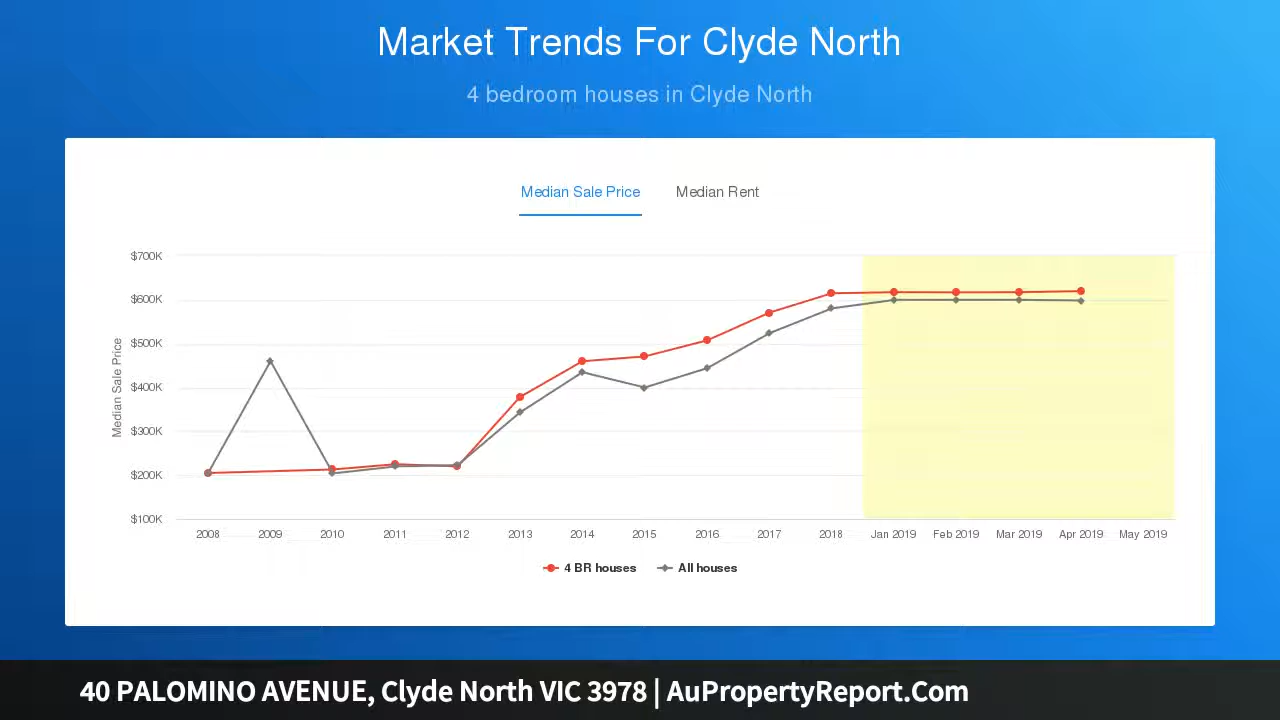 Market Trends For Clyde North
4 bedroom houses in Clyde North
Median Sale Price Median Rent
$700K
$600K
$500K
$400K
$300K
$200K
$100K
Median Sale Price
2008 2009 2010 2011 2012 2013 2014 2015 2016 2017 2018 Jan 2019 Feb 2019 Mar 2019 Apr 2019 May 2019
4 BR houses All houses
40 PALOMINO AVENUE, Clyde North VIC 3978 | AuPropertyReport.Com